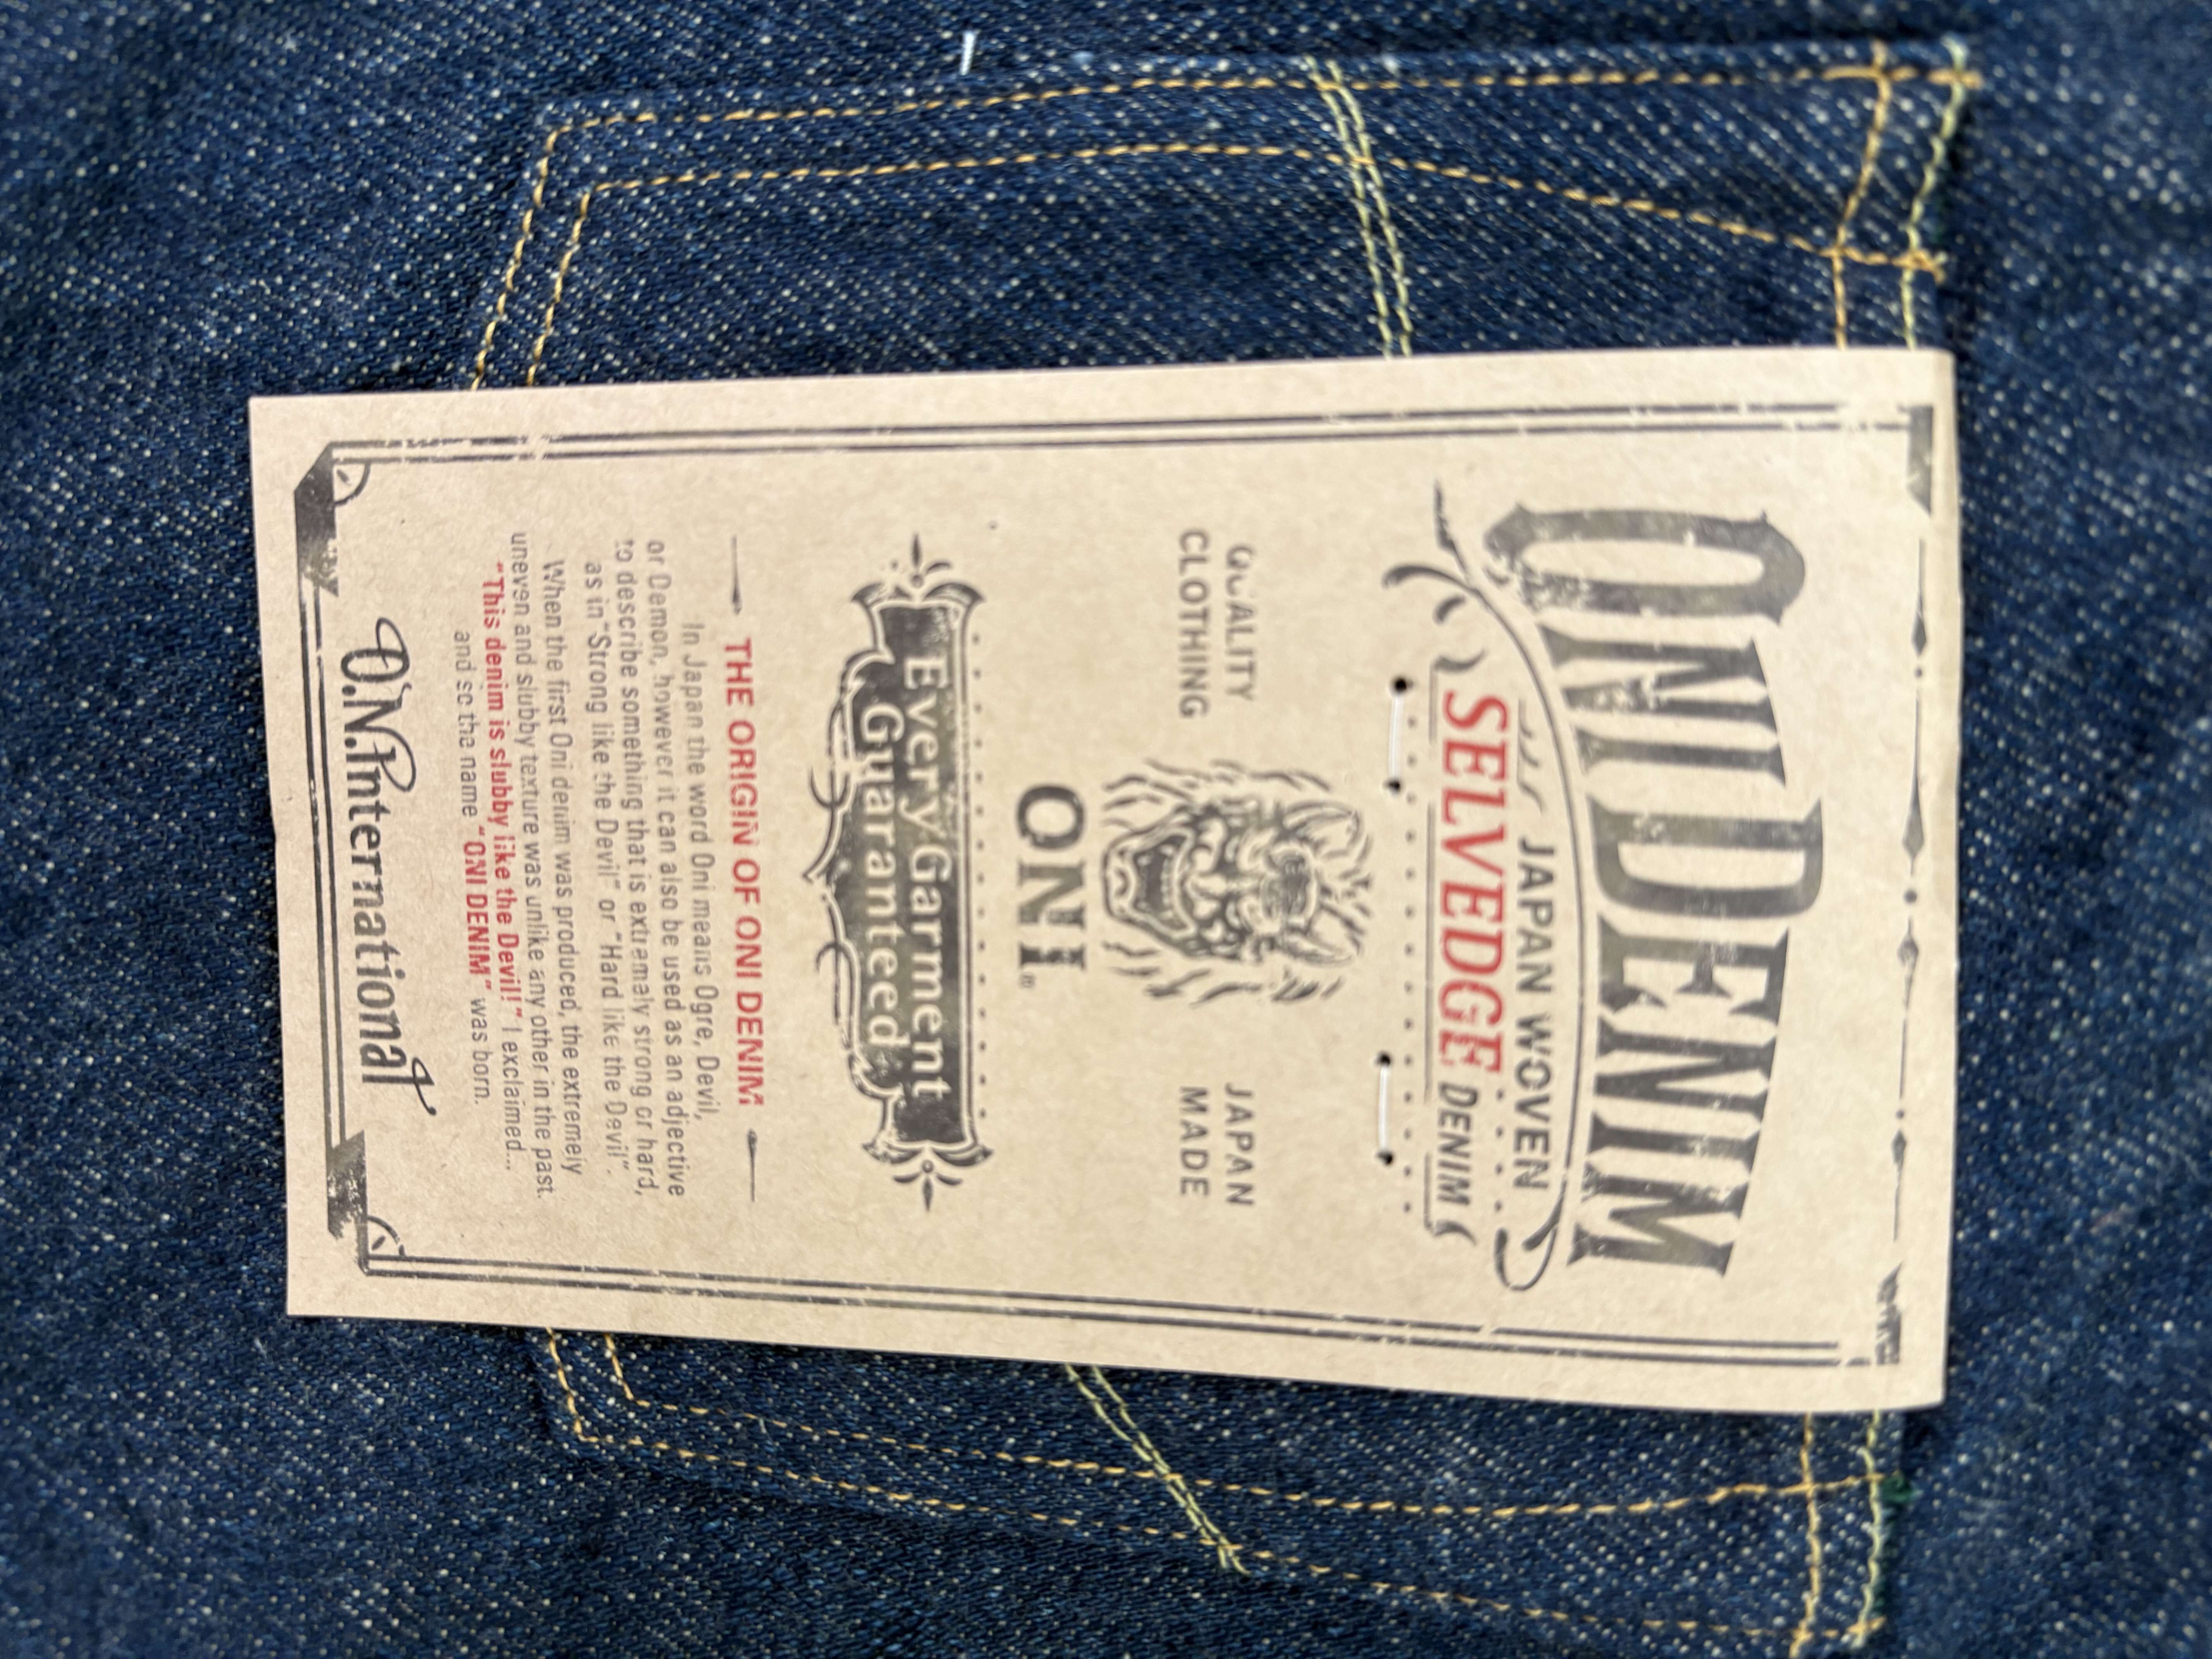 ONI DENIM
JAPAN WOVEN
SELVEDGE DENIM
QUALITY
CLOTHING
JAPAN
MADE
ONI®
Every Garment
Guaranteed
THE ORIGIN OF ONI DENIM
In Japan the word Oni means Ogre, Devil,
or Demon, however it can also be used as an adjective
to describe something that is extremely strong or hard,
as in "Strong like the Devil" or "Hard like the Devil".
When the first Oni denim was produced, the extremely
uneven and slubby texture was unlike any other in the past.
"This denim is slubby like the Devil!" I exclaimed...
and so the name "ONI DENIM" was born.
O.N.International